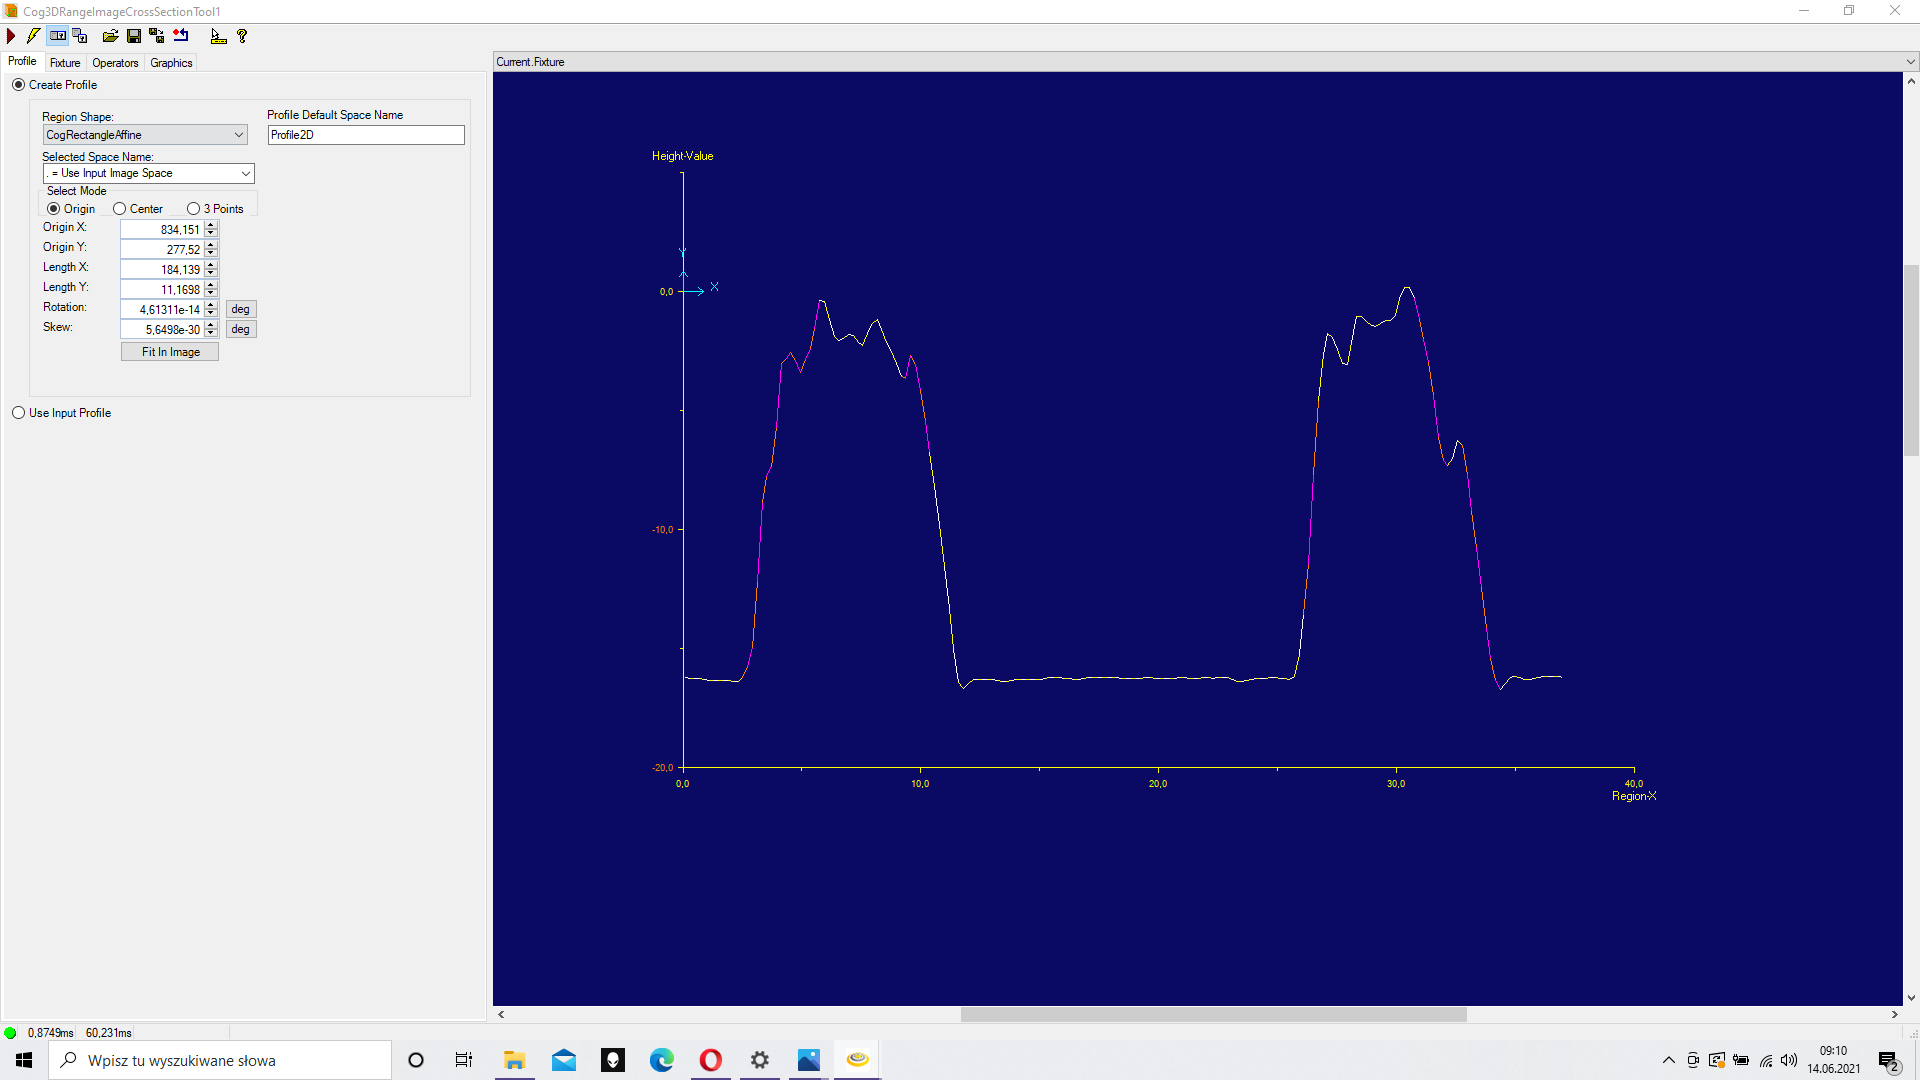 Cog3DRangeImageCrossSectionTool1
Profile
Fixture
Operators
Graphics
Create Profile
Region Shape:
CogRectangleAffine
Profile Default Space Name
Profile2D
Selected Space Name:
. = Use Input Image Space
Select Mode
Origin
Center
3 Points
Origin X:
834,151
Origin Y:
277,52
Length X:
184,139
Length Y:
11,1698
Rotation:
4,61311e-14
deg
Skew:
5,6498e-30
deg
Fit In Image
Use Input Profile
Current.Fixture
Height-Value
Y
X
0,0
-10,0
-20,0
0,0
10,0
20,0
30,0
40,0
Region-X
0,8749ms
60,231ms
Wpisz tu wyszukiwane słowa
09:10
14.06.2021
2